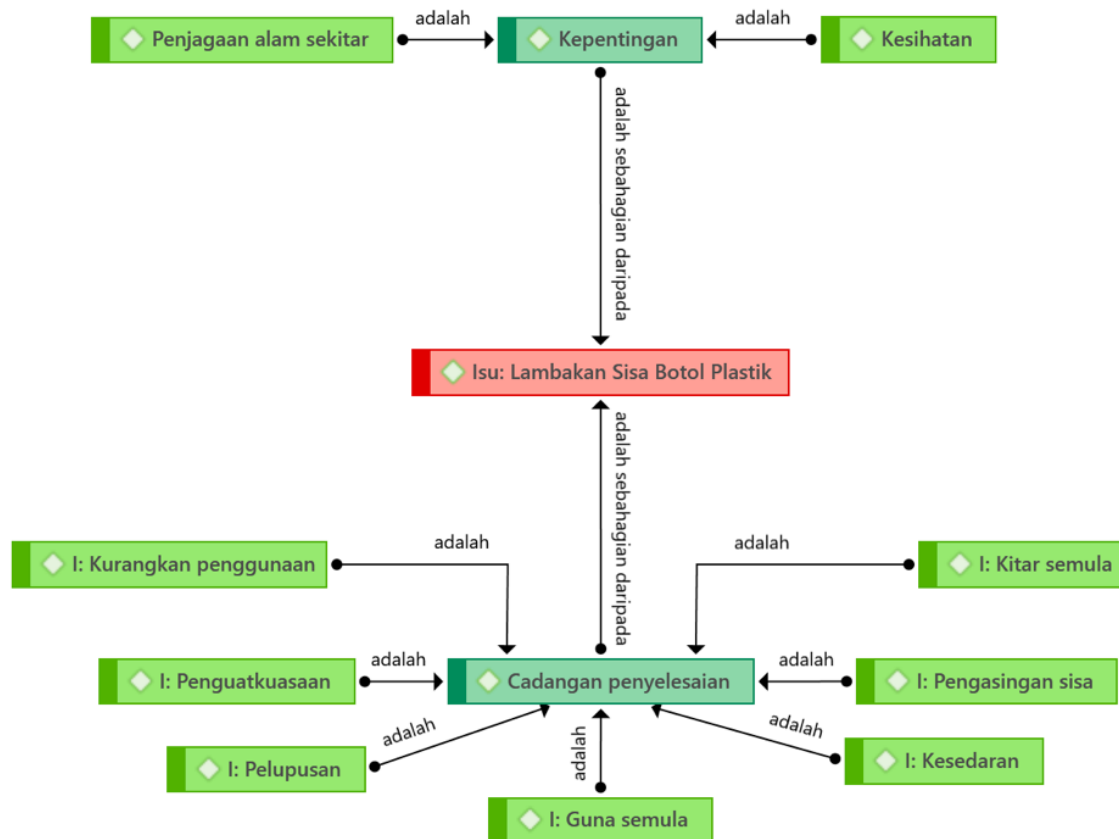 adalah
adalah
Penjagaan alam sekitar
Kepentingan
Kesihatan
adalah sebahagian daripada
Isu: Lambakan Sisa Botol Plastik
adalah sebahagian daripada
adalah
adalah
I: Kurangkan penggunaan
I: Kitar semula
adalah
adalah
I: Penguatkuasaan
Cadangan penyelesaian
I: Pengasingan sisa
adalah
adalah
adalah
I: Pelupusan
I: Kesedaran
I: Guna semula